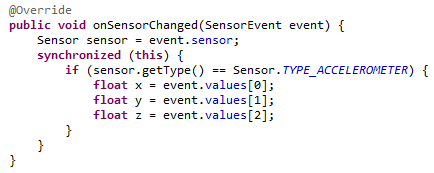 @Override
public void onSensorChanged(SensorEvent event) {
    Sensor sensor = event.sensor;
    synchronized (this) {
        if (sensor.getType() == Sensor.TYPE_ACCELEROMETER) {
            float x = event.values[0];
            float y = event.values[1];
            float z = event.values[2];
        }
    }
}